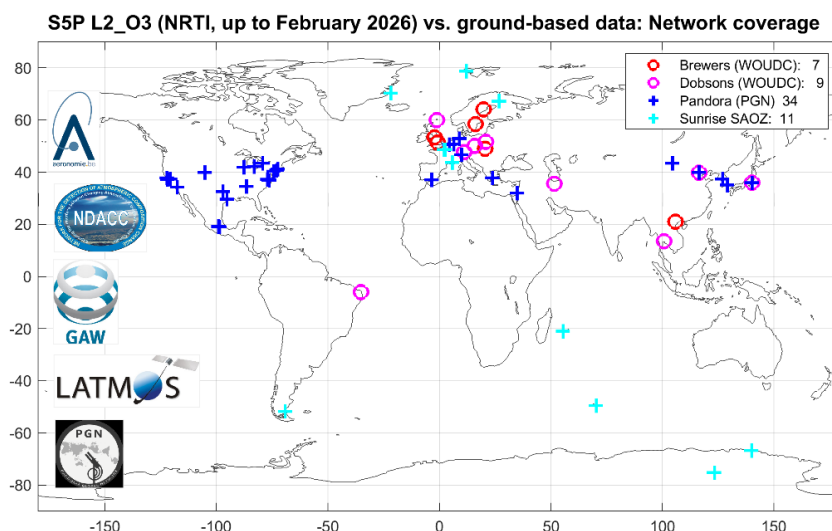 S5P L2_O3 (NRTI, up to February 2026) vs. ground-based data: Network coverage
Brewers (WOUDC): 7
Dobsons (WOUDC): 9
Pandora (PGN) 34
Sunrise SAOZ: 11
80
60
40
20
0
-20
-40
-60
-80
-150
-100
-50
0
50
100
150
aeronomie.be
NDACC
GAW
LATMOS
PGN